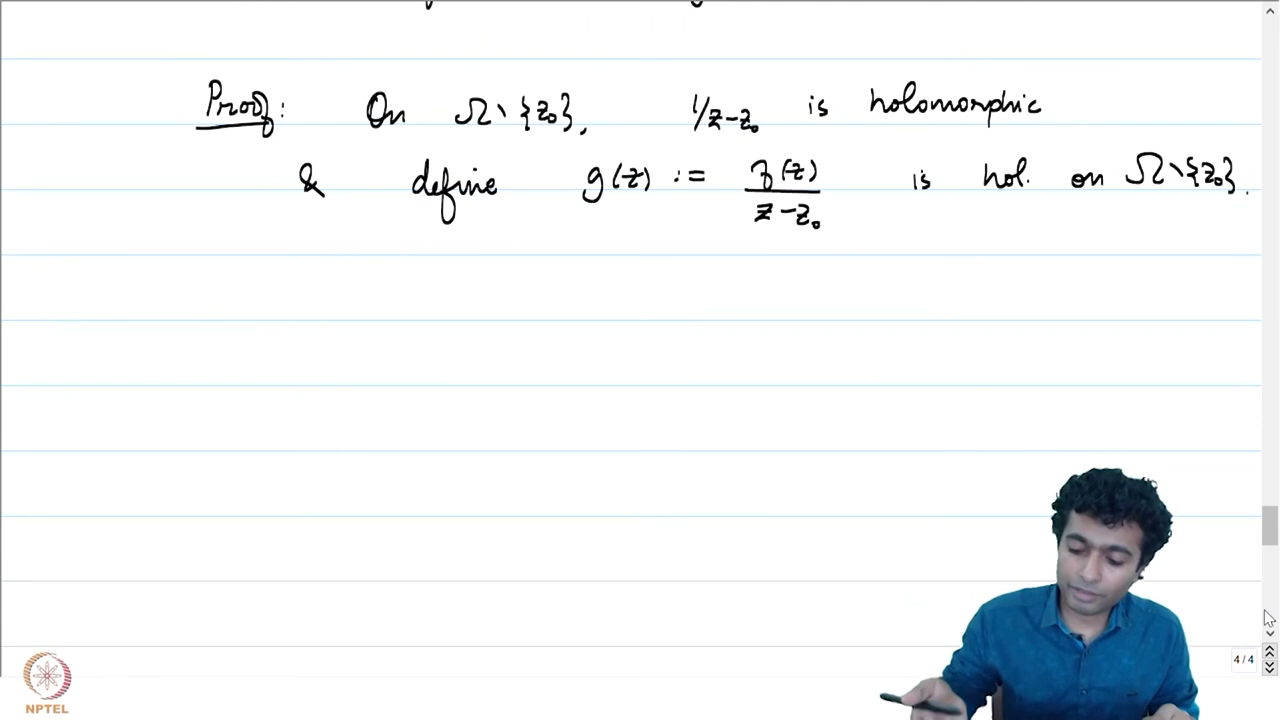 Proof: On Ω \ {z₀}, 1/z-z₀ is holomorphic
& define g(z) := f(z)/z-z₀ is hol. on Ω\{z₀}.
4 / 4
NPTEL